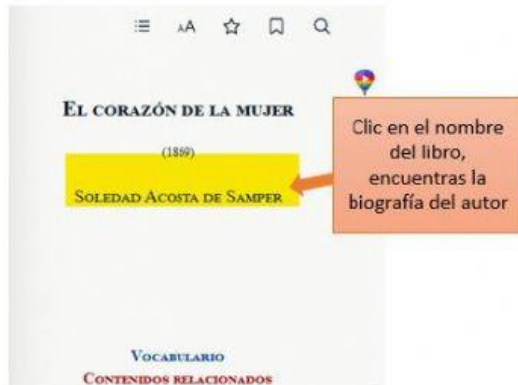 EL CORAZÓN DE LA MUJER
(1869)
SOLEDAD ACOSTA DE SAMPER
Clic en el nombre
del libro,
encuentras la
biografía del autor
VOCABULARIO
CONTENIDOS RELACIONADOS